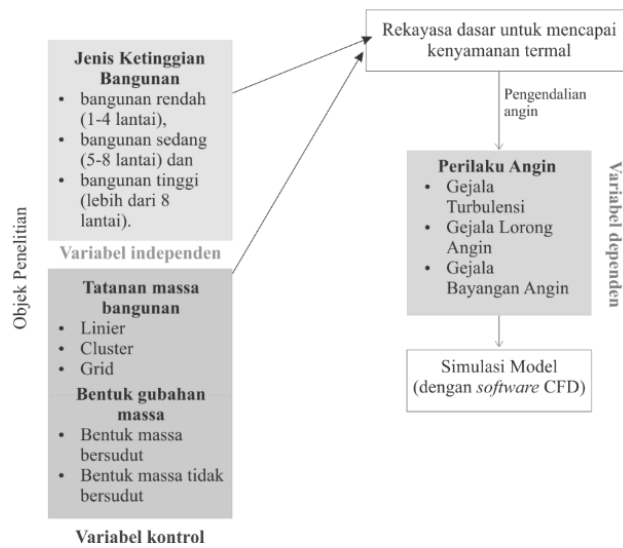 Objek Penelitian
Jenis Ketinggian
Bangunan
• bangunan rendah
(1-4 lantai),
• bangunan sedang
(5-8 lantai) dan
• bangunan tinggi
(lebih dari 8
lantai).
Variabel independen
Tatanan massa
bangunan
• Linier
• Cluster
• Grid
Bentuk gubahan
massa
• Bentuk massa
bersudut
• Bentuk massa tidak
bersudut
Variabel kontrol
Rekayasa dasar untuk mencapai
kenyamanan termal
Pengendalian
angin
Perilaku Angin
• Gejala
Turbulensi
• Gejala Lorong
Angin
• Gejala
Bayangan Angin
Variabel dependen
Simulasi Model
(dengan software CFD)